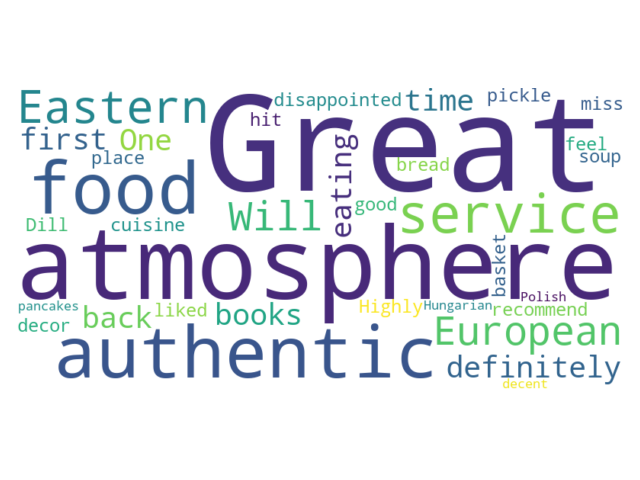 Eastern
Great
disappointed
time
pickle
miss
hit
first
One
feel
place
soup
food
eating
bread
Will
good
service
Dill
cuisine
atmosphere
basket
pancakes
liked
Highly
Hungarian
Polish
recommend
decor
back
books
European
authentic
definitely
decent